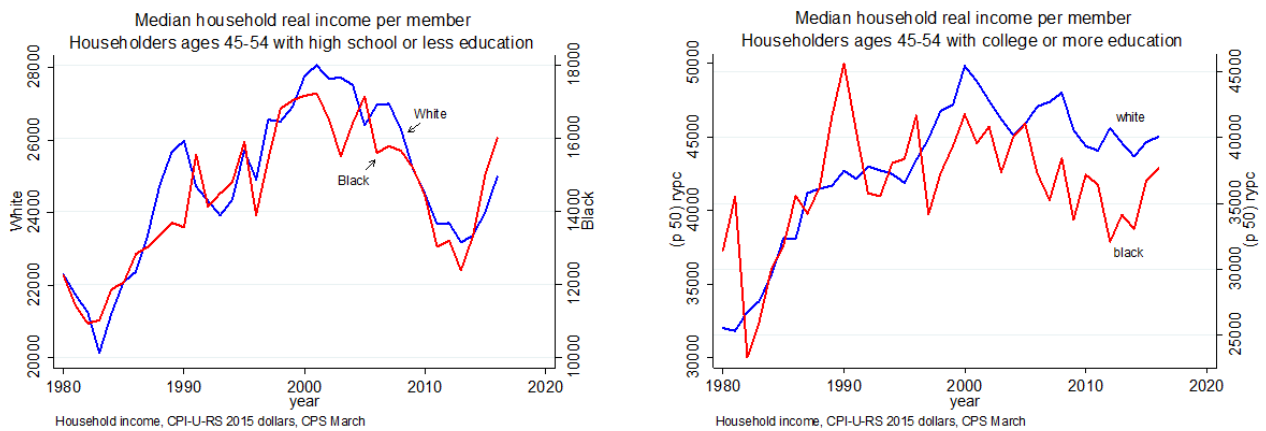 Median household real income per member
Householders ages 45-54 with high school or less education
28000
26000
24000
22000
20000
White
18000
16000
14000
12000
10000
Black
White
Black
1980
1990
2000
2010
2020
year
Household income, CPI-U-RS 2015 dollars, CPS March
Median household real income per member
Householders ages 45-54 with college or more education
50000
45000
40000
35000
30000
(p 50) rypc
45000
40000
35000
30000
25000
(p 50) rypc
white
black
1980
1990
2000
2010
2020
year
Household income, CPI-U-RS 2015 dollars, CPS March